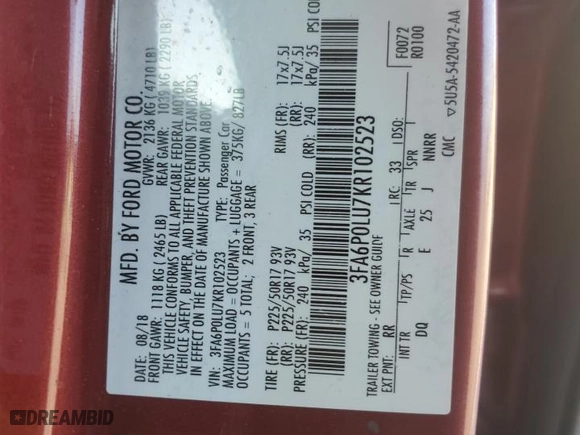 MFD. BY FORD MOTOR CO.
DATE: 08/18 GVWR: 2136 KG ( 4710 LB)
FRONT GAWR: 1118 KG ( 2465 LB) REAR GAWR: 1039 KG ( 2290 LB)
THIS VEHICLE CONFORMS TO ALL APPLICABLE FEDERAL MOTOR
VEHICLE SAFETY, BUMPER, AND THEFT PREVENTION STANDARDS
IN EFFECT ON THE DATE OF MANUFACTURE SHOWN ABOVE.
VIN: 3FA6P0LU7KR102523 TYPE: Passenger Car
MAXIMUM LOAD = OCCUPANTS + LUGGAGE = 375KG/ 827LB
OCCUPANTS = 5 TOTAL: 2 FRONT, 3 REAR
TIRE (FR): P225/50R17 93V RIMS (FR): 17x7.5J
(RR): P225/50R17 93V (RR): 17x7.5J
PRESSURE (FR): 240 kPa/ 35 PSI COLD (RR): 240 kPa/ 35 PSI COLD
3FA6P0LU7KR102523
TRAILER TOWING - SEE OWNER GUIDE
EXT PNT: RR RC: 33 DSO: F0072
R0100
INT TR TP/PS R AXLE TR SPR
DQ E 25 J NNRR
CMC ▽5U5A-5420472-AA
DREAMBID